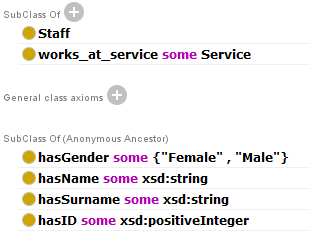 SubClass Of
Staff
works_at_service some Service
General class axioms
SubClass Of (Anonymous Ancestor)
hasGender some {"Female" , "Male"}
hasName some xsd:string
hasSurname some xsd:string
hasID some xsd:positiveInteger